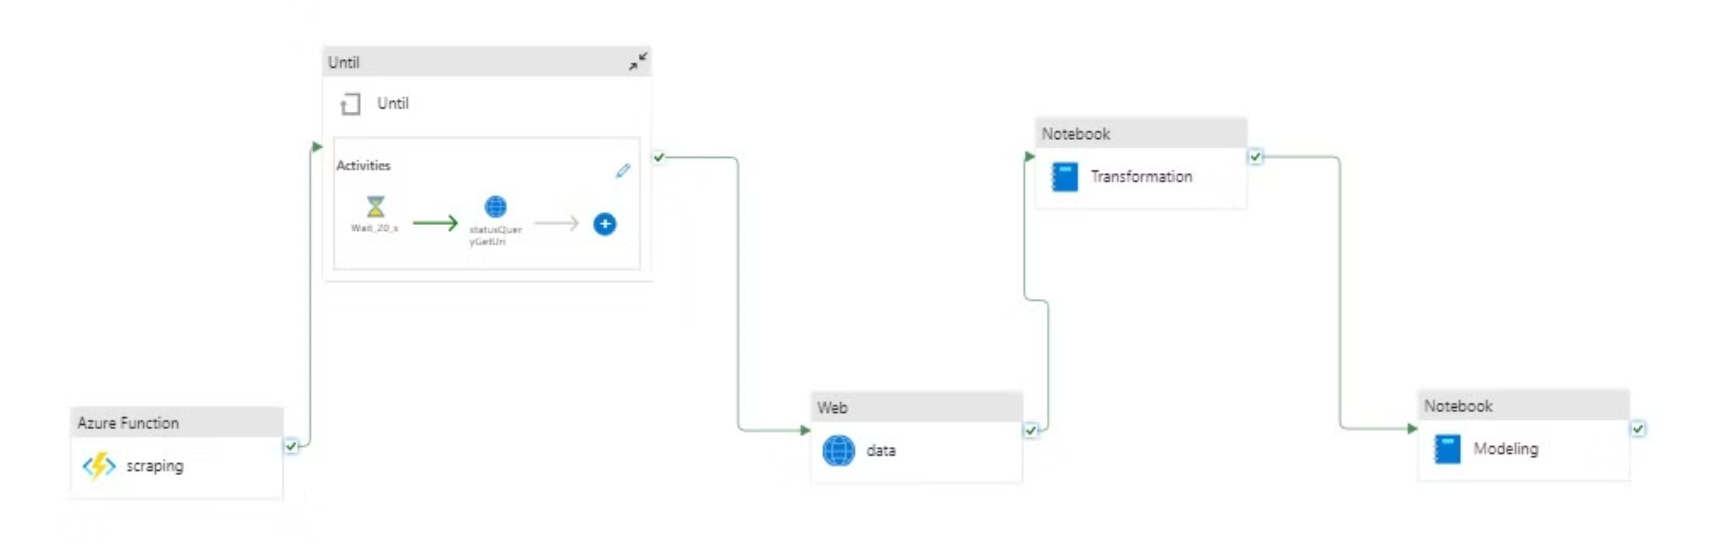 Until
Until
Activities
Wait_20_s
statusQuer
yGetUri
Azure Function
scraping
Web
data
Notebook
Transformation
Notebook
Modeling